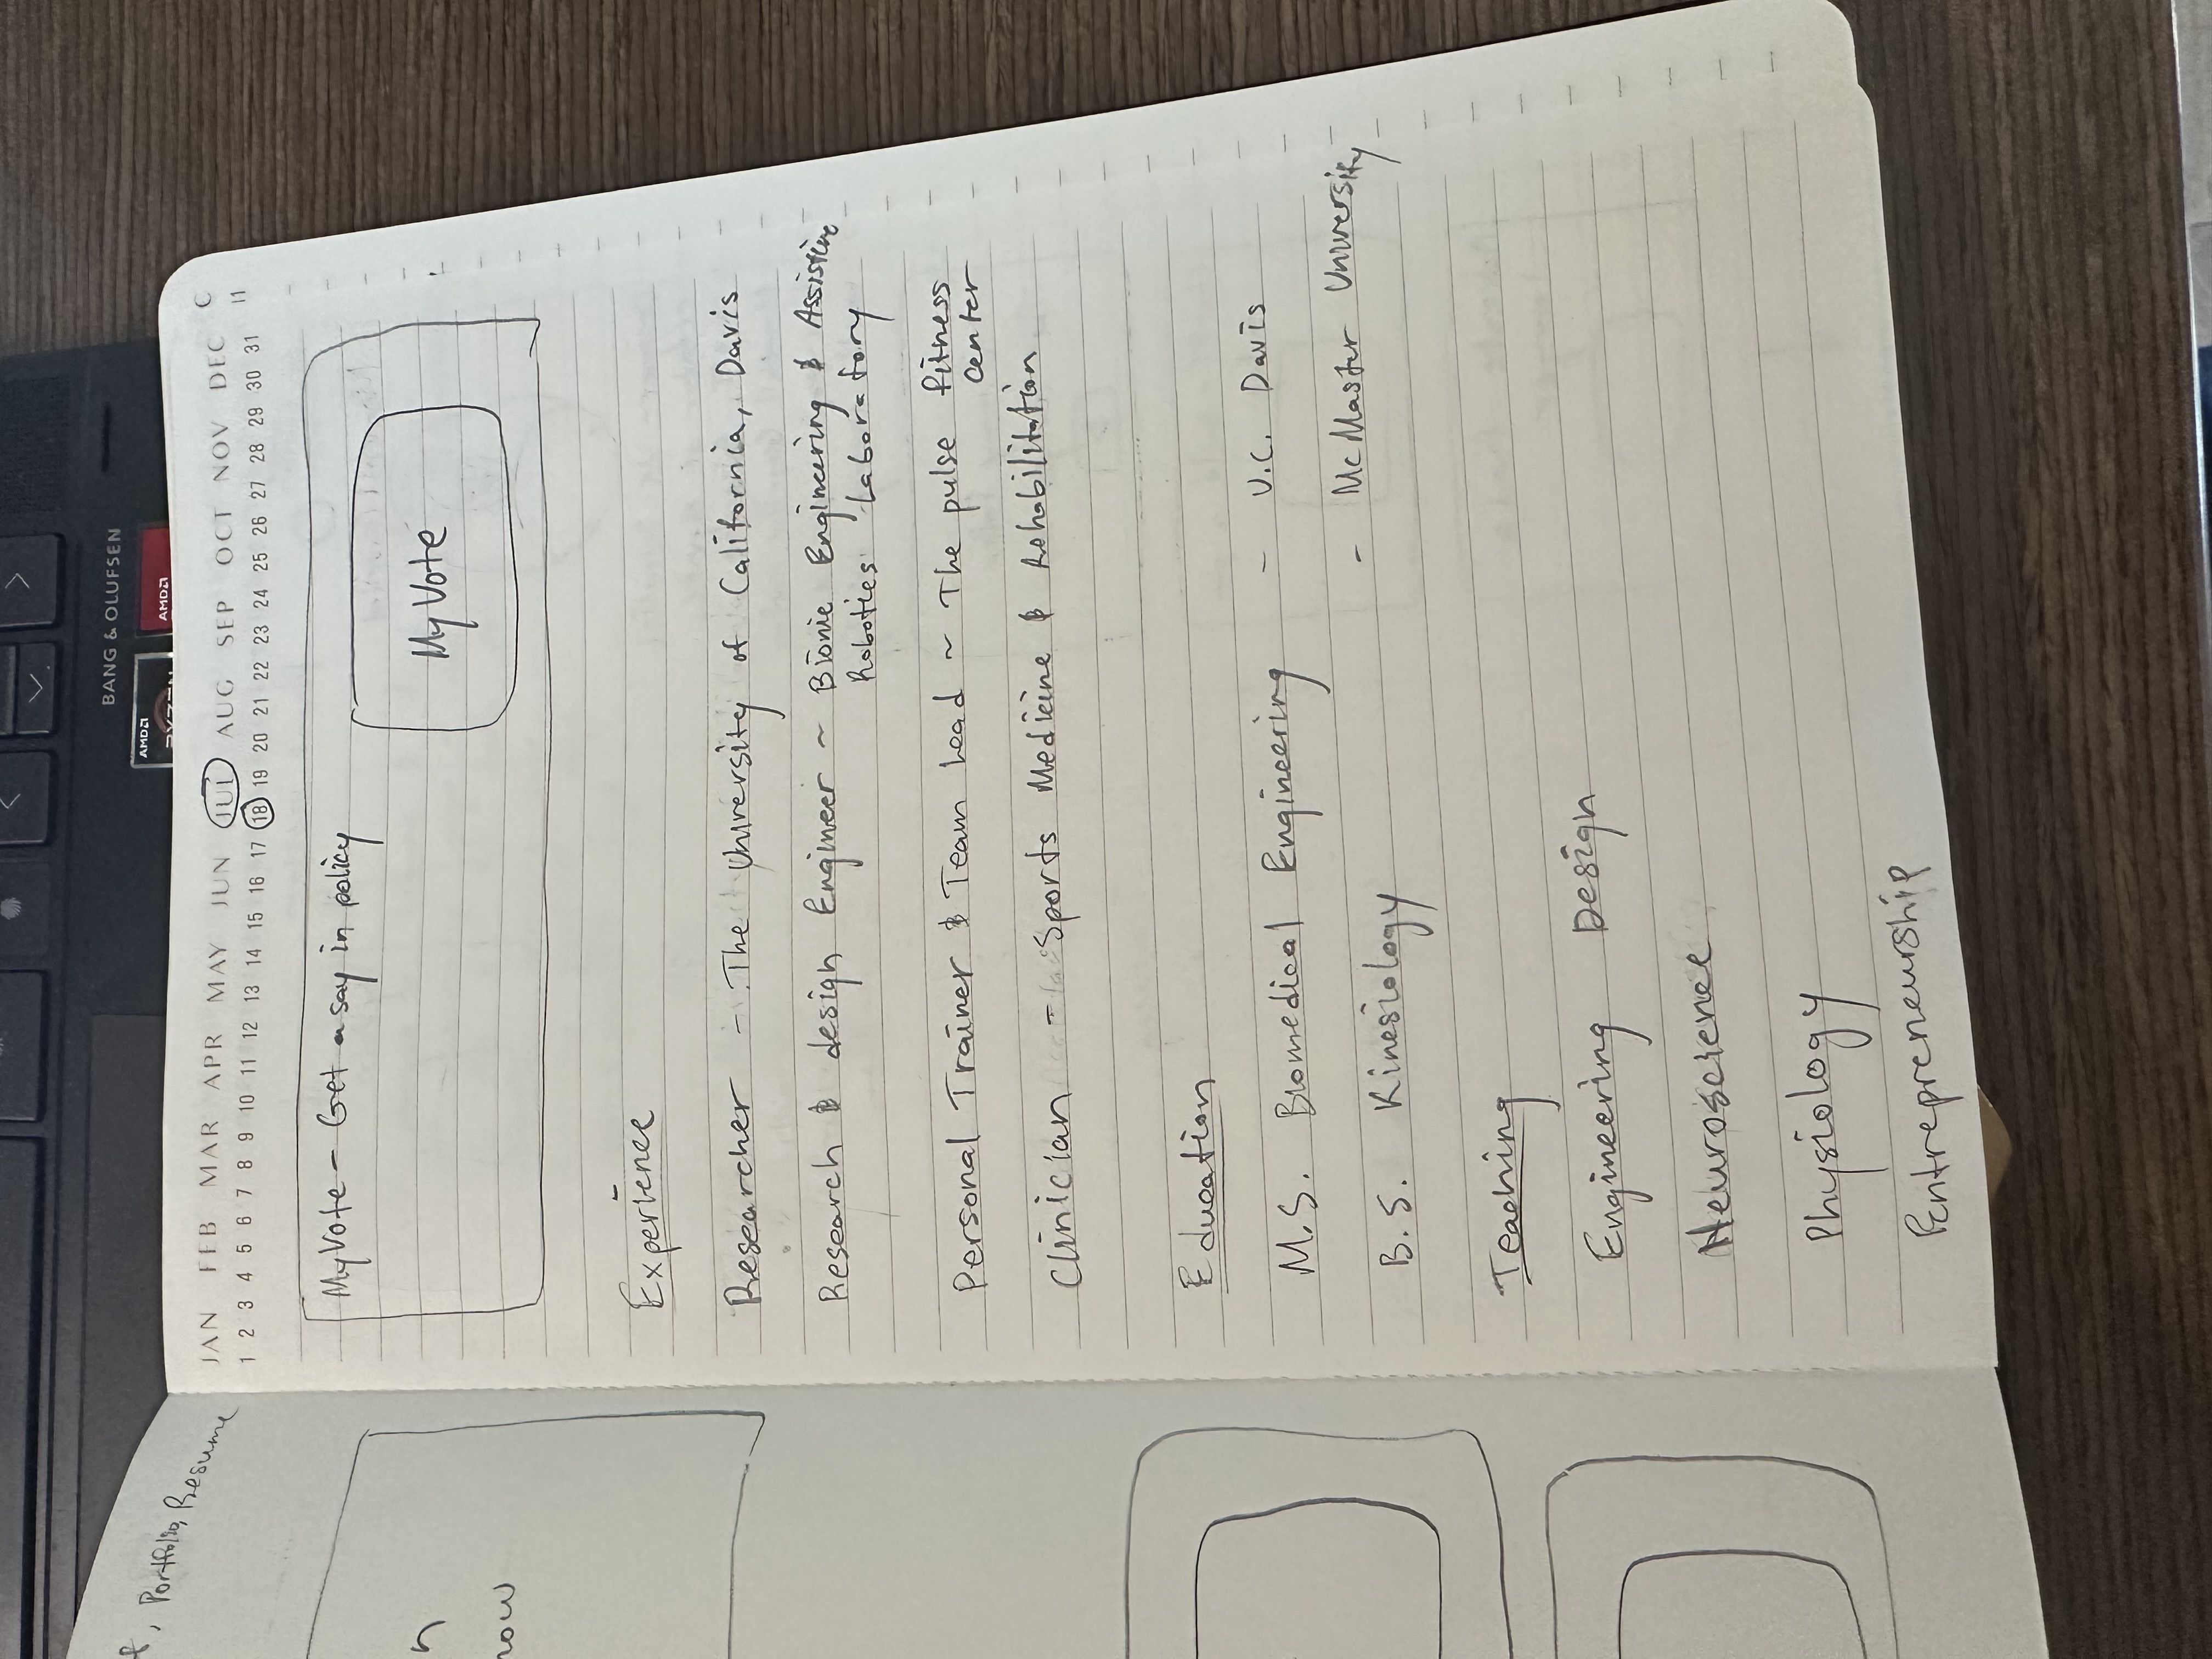 BANG & OLUFSEN
AMD RYZEN
AMD
, Portfolio, Resume
now
JAN FEB MAR APR MAY JUN JUL AUG SEP OCT NOV DEC
1 2 3 4 5 6 7 8 9 10 11 12 13 14 15 16 17 18 19 20 21 22 23 24 25 26 27 28 29 30 31
MyVote - Get a say in policy
My Vote
Experience
Researcher - The University of California, Davis
Research & design Engineer ~ Bionic Engineering & Assistive
Robotics Laboratory
Personal Trainer & Team Lead ~ The pulse fitness
center
Clinician - Sports Medicine & Rehabilitation
Education
M.S. Biomedical Engineering - U.C. Davis
B.S. Kinesiology - McMaster University
Teaching
Engineering Design
Neuroscience
Physiology
Entrepreneurship